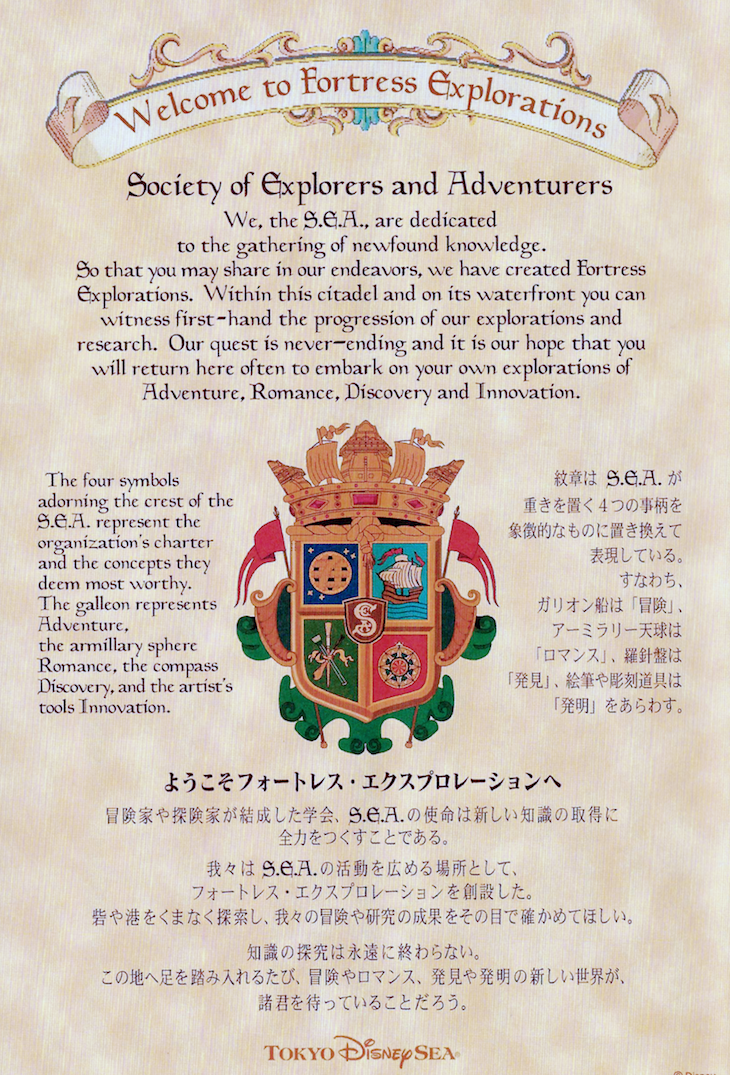 Welcome to Fortress Explorations
Society of Explorers and Adventurers
We, the S.E.A., are dedicated
to the gathering of newfound knowledge.
So that you may share in our endeavors, we have created Fortress
Explorations. Within this citadel and on its waterfront you can
witness first-hand the progression of our explorations and
research. Our quest is never-ending and it is our hope that you
will return here often to embark on your own explorations of
Adventure, Romance, Discovery and Innovation.
The four symbols
adorning the crest of the
S.E.A. represent the
organization's charter
and the concepts they
deem most worthy.
The galleon represents
Adventure,
the armillary sphere
Romance, the compass
Discovery, and the artist's
tools Innovation.
S
紋章は S.E.A. が
重きを置く4つの事柄を
象徴的なものに置き換えて
表現している。
すなわち、
ガリオン船は「冒険」、
アーミラリー天球は
「ロマンス」、羅針盤は
「発見」、絵筆や彫刻道具は
「発明」をあらわす。
ようこそフォートレス・エクスプロレーションへ
冒険家や探険家が結成した学会、S.E.A.の使命は新しい知識の取得に
全力をつくすことである。
我々は S.E.A.の活動を広める場所として、
フォートレス・エクスプロレーションを創設した。
砦や港をくまなく探索し、我々の冒険や研究の成果をその目で確かめてほしい。
知識の探究は永遠に終わらない。
この地へ足を踏み入れるたび、冒険やロマンス、発見や発明の新しい世界が、
諸君を待っていることだろう。
TOKYO DISNEY SEA